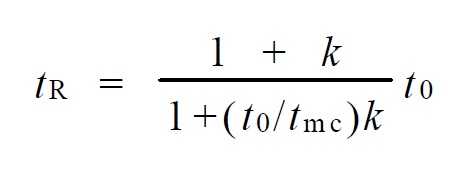 tR = (1 + k) / (1+(t0/tmc)k) t0